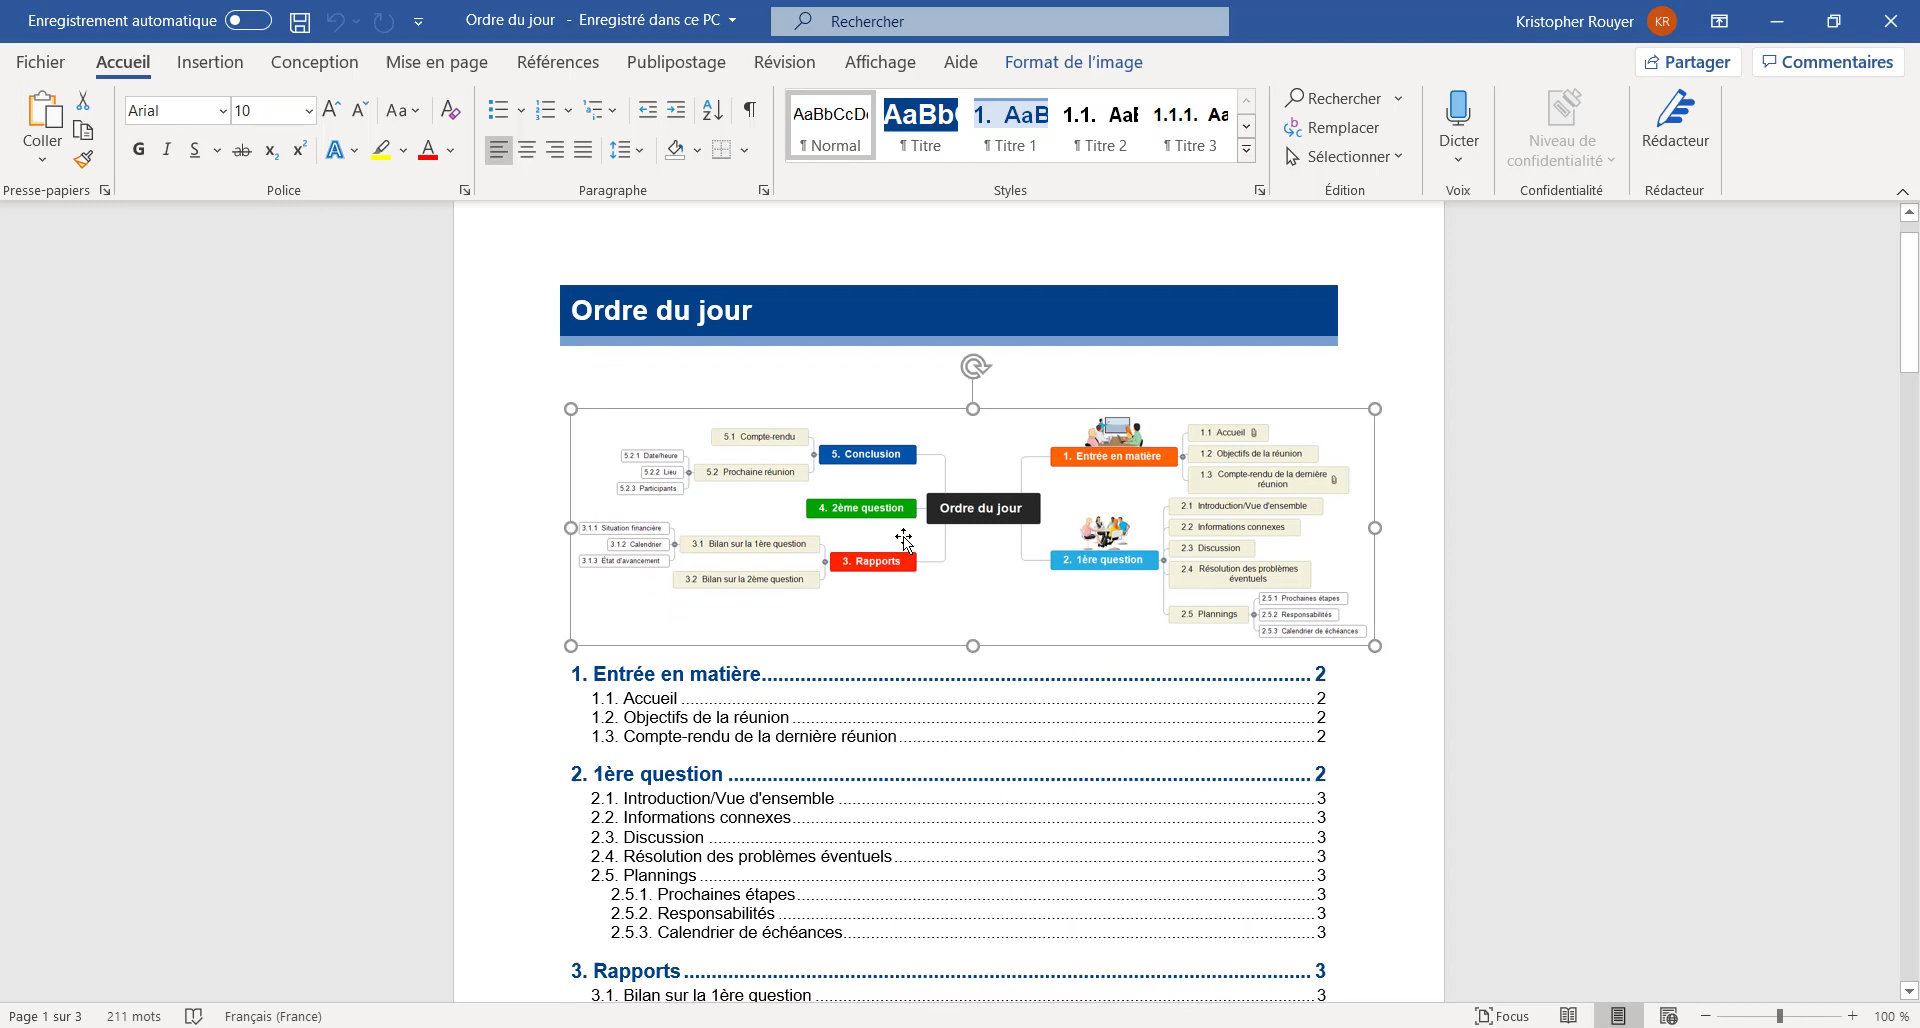 Enregistrement automatique
Ordre du jour - Enregistré dans ce PC
Rechercher
Kristopher Rouyer KR
Fichier Accueil Insertion Conception Mise en page Références Publipostage Révision Affichage Aide Format de l'image Partager Commentaires
Coller
Presse-papiers
Arial 10
Aa
G I S ab x₂ x² A A
Police
Paragraphe
AaBbCcDı AaBb( 1. AaB 1.1. Aal 1.1.1. Aa
¶ Normal ¶ Titre ¶ Titre 1 ¶ Titre 2 ¶ Titre 3
Styles
Rechercher
Remplacer
Sélectionner
Édition
Dicter
Voix
Niveau de
confidentialité
Confidentialité
Rédacteur
Rédacteur
Ordre du jour
5.1 Compte-rendu
5. Conclusion
5.2.1 Date/heure
5.2.2 Lieu
5.2.3 Participants
5.2 Prochaine réunion
4. 2ème question
Ordre du jour
3.1.1 Situation financière
3.1.2 Calendrier
3.1.3 État d'avancement
3.1 Bilan sur la 1ère question
3. Rapports
3.2 Bilan sur la 2ème question
1. Entrée en matière
1.1 Accueil
1.2 Objectifs de la réunion
1.3 Compte-rendu de la dernière
réunion
2. 1ère question
2.1 Introduction/Vue d'ensemble
2.2 Informations connexes
2.3 Discussion
2.4 Résolution des problèmes
éventuels
2.5 Plannings
2.5.1 Prochaines étapes
2.5.2 Responsabilités
2.5.3 Calendrier de échéances
1. Entrée en matière 2
1.1. Accueil 2
1.2. Objectifs de la réunion 2
1.3. Compte-rendu de la dernière réunion 2
2. 1ère question 2
2.1. Introduction/Vue d'ensemble 3
2.2. Informations connexes 3
2.3. Discussion 3
2.4. Résolution des problèmes éventuels 3
2.5. Plannings 3
2.5.1. Prochaines étapes 3
2.5.2. Responsabilités 3
2.5.3. Calendrier de échéances 3
3. Rapports 3
3.1. Bilan sur la 1ère question 3
Page 1 sur 3 211 mots Français (France) Focus 100 %